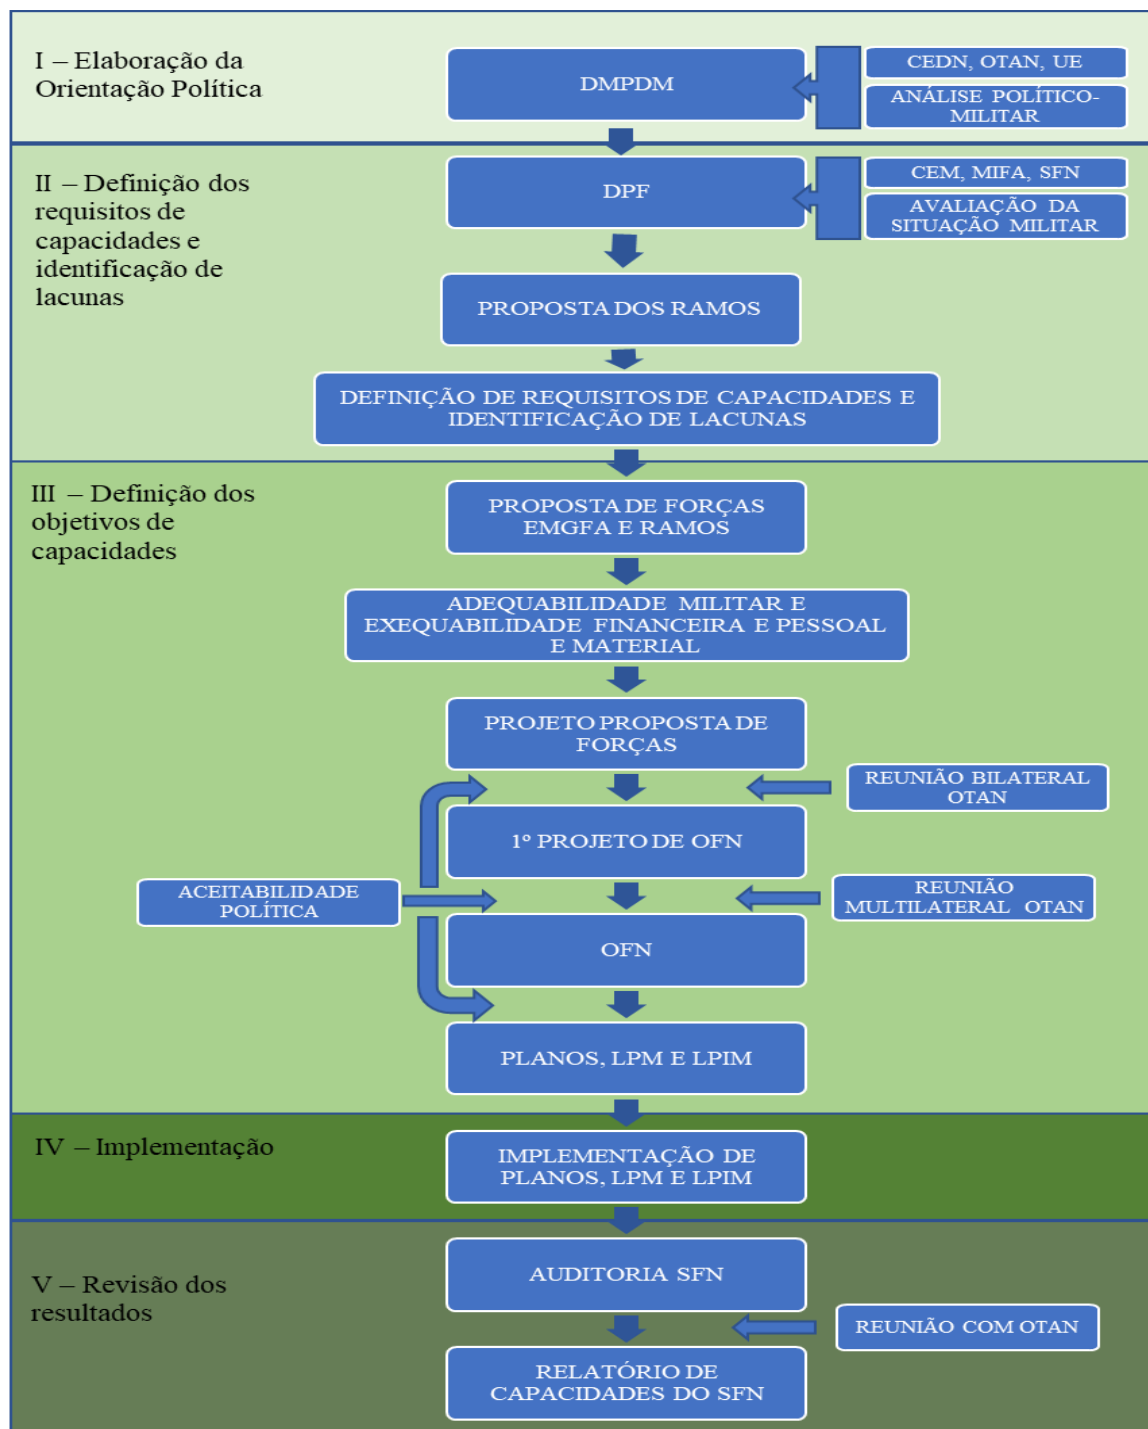 I – Elaboração da
Orientação Política
DMPDM
CEDN, OTAN, UE
ANÁLISE POLÍTICO-
MILITAR
II – Definição dos
requisitos de
capacidades e
identificação de
lacunas
DPF
CEM, MIFA, SFN
AVALIAÇÃO DA
SITUAÇÃO MILITAR
PROPOSTA DOS RAMOS
DEFINIÇÃO DE REQUISITOS DE CAPACIDADES E
IDENTIFICAÇÃO DE LACUNAS
III – Definição dos
objetivos de
capacidades
PROPOSTA DE FORÇAS
EMGFA E RAMOS
ADEQUABILIDADE MILITAR E
EXEQUABILIDADE FINANCEIRA E PESSOAL
E MATERIAL
PROJETO PROPOSTA DE
FORÇAS
REUNIÃO BILATERAL
OTAN
1º PROJETO DE OFN
ACEITABILIDADE
POLÍTICA
REUNIÃO
MULTILATERAL OTAN
OFN
PLANOS, LPM E LPIM
IV – Implementação
IMPLEMENTAÇÃO DE
PLANOS, LPM E LPIM
V – Revisão dos
resultados
AUDITORIA SFN
REUNIÃO COM OTAN
RELATÓRIO DE
CAPACIDADES DO SFN